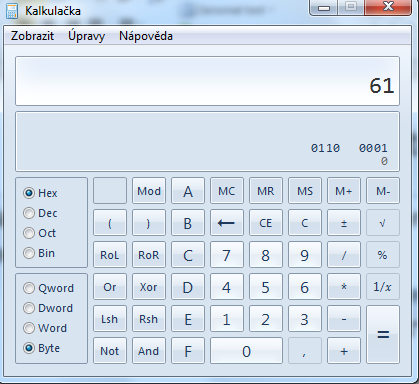 Kalkulačka
Zobrazit Úpravy Nápověda
61
0110 0001
0
Hex
Dec
Oct
Bin
Qword
Dword
Word
Byte
Mod A MC MR MS M+ M-
( ) B ← CE C ± √
RoL RoR C 7 8 9 / %
Or Xor D 4 5 6 * 1/x
Lsh Rsh E 1 2 3 - =
Not And F 0 , +